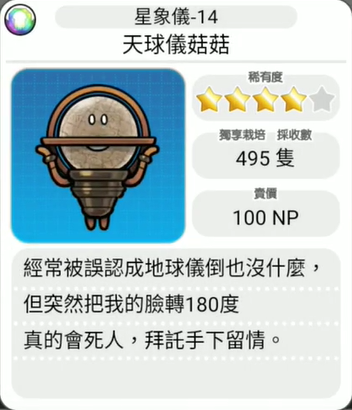 星象儀-14
天球儀菇菇
稀有度
獨享栽培 採收數
495 隻
賣價
100 NP
經常被誤認成地球儀倒也沒什麼，
但突然把我的臉轉180度
真的會死人，拜託手下留情。